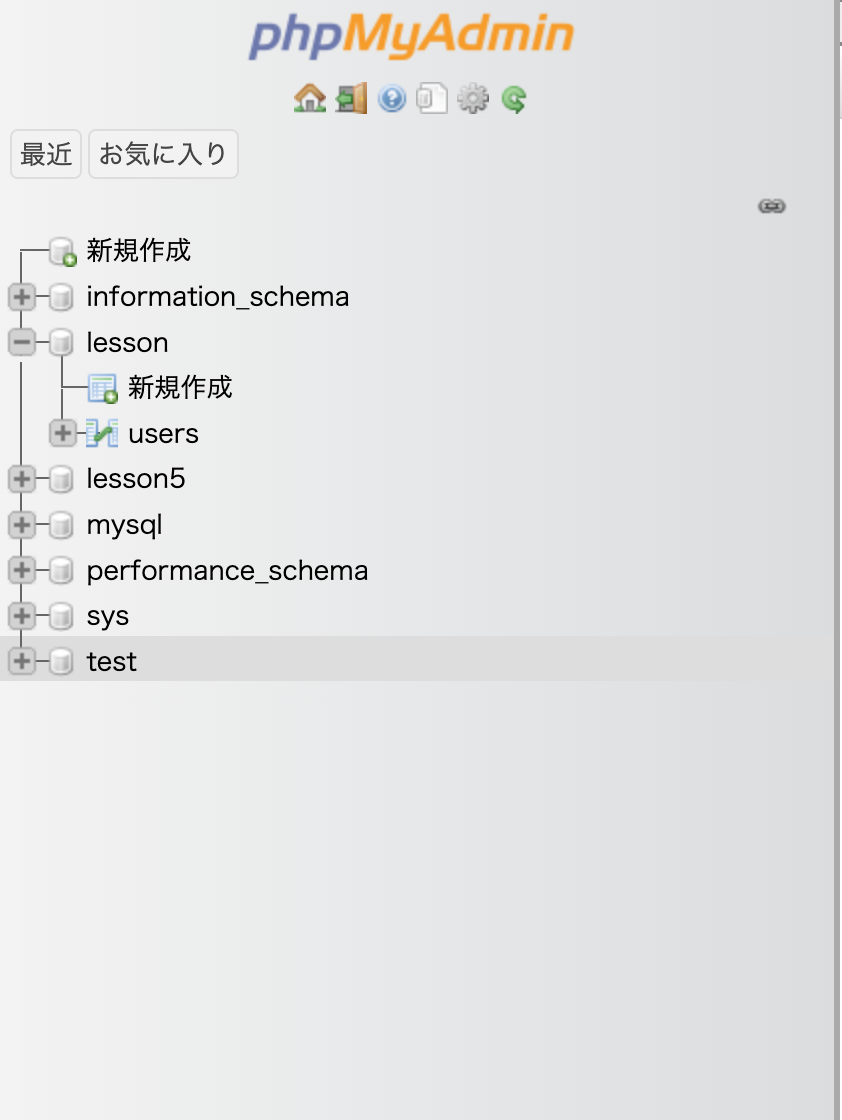 phpMyAdmin
最近 お気に入り
新規作成
information_schema
lesson
新規作成
users
lesson5
mysql
performance_schema
sys
test